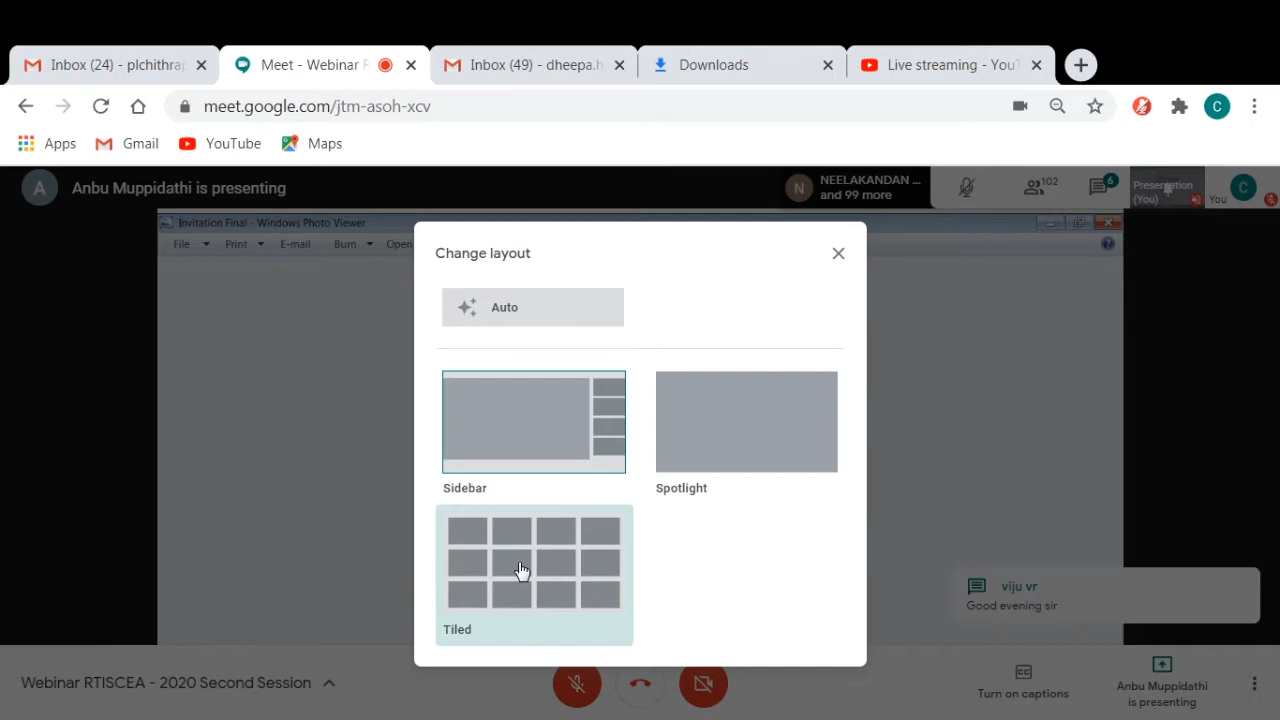 Inbox (24) - plchithrap
Meet - Webinar R
Inbox (49) - dheepa.h
Downloads
Live streaming - YouT
meet.google.com/jtm-asoh-xcv
C
Apps
Gmail
YouTube
Maps
A
Anbu Muppidathi is presenting
N
NEELAKANDAN ...
and 99 more
102
6
Presentation
(You)
You
C
Invitation Final - Windows Photo Viewer
File
Print
E-mail
Burn
Open
Change layout
Auto
Sidebar
Spotlight
Tiled
viju vr
Good evening sir
Webinar RTISCEA - 2020 Second Session
CC
Turn on captions
Anbu Muppidathi
is presenting